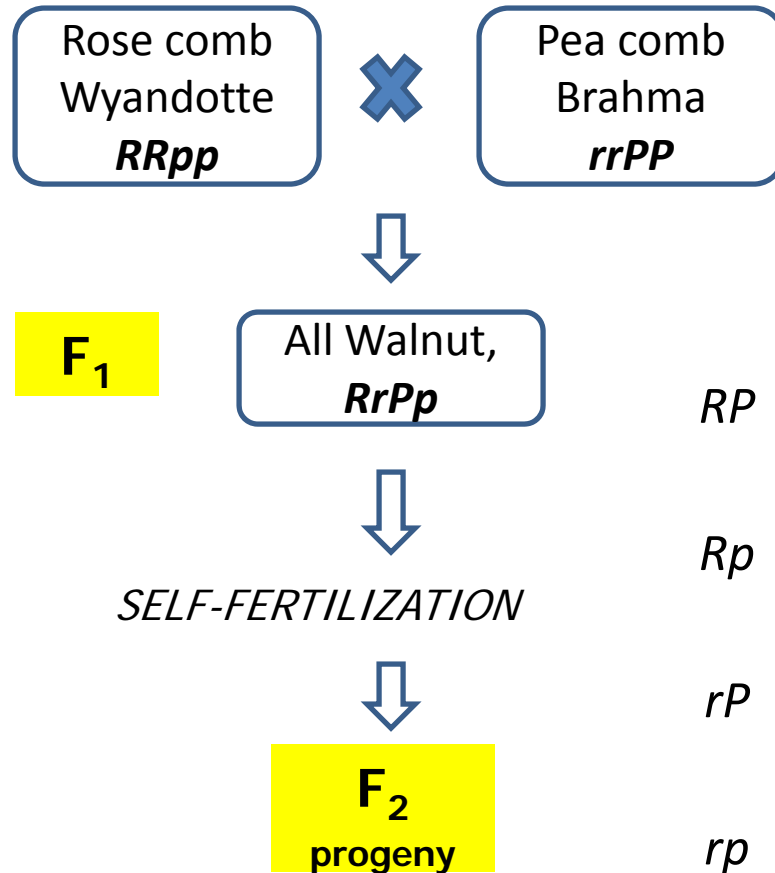 Rose comb
Wyandotte
RRpp
Pea comb
Brahma
rrPP
F₁
All Walnut,
RrPp
RP
Rp
SELF-FERTILIZATION
rP
F₂
progeny
rp